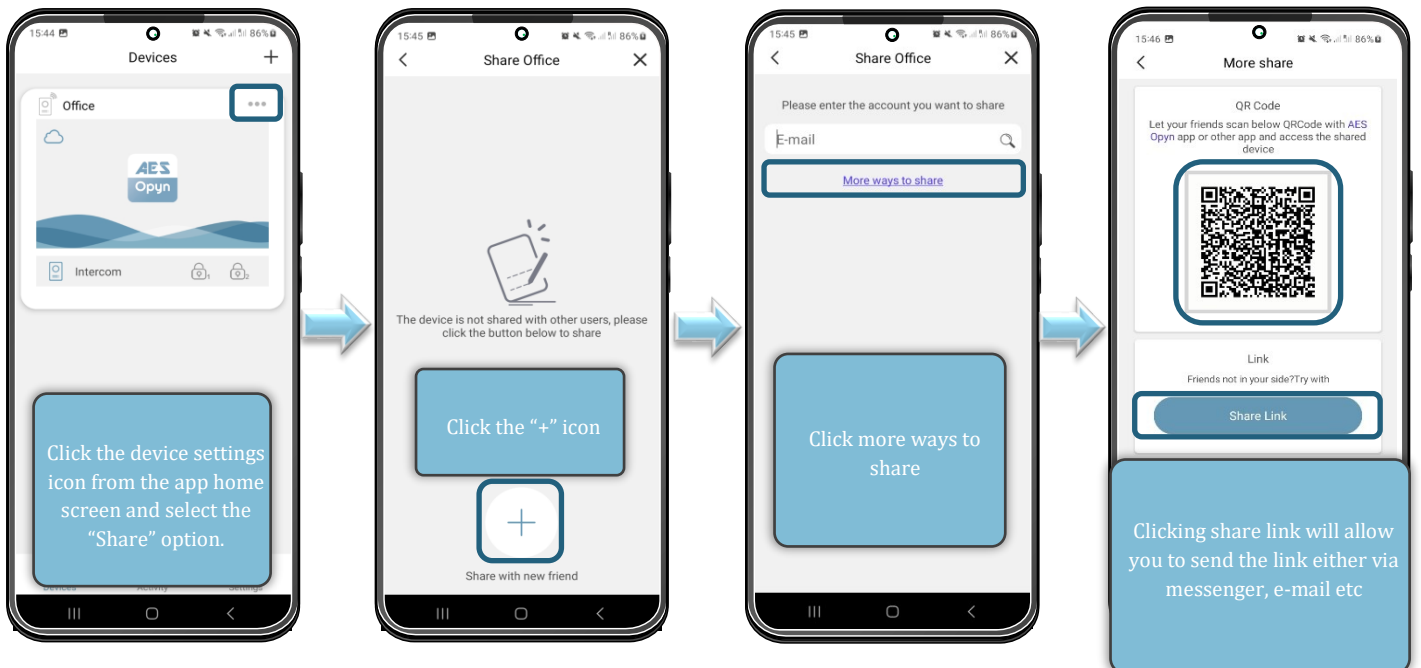 15:44
86%
Devices
+
Office
AES
Opyn
Intercom
1
2
Click the device settings
icon from the app home
screen and select the
“Share” option.
Devices
Activity
Settings
15:45
86%
Share Office
The device is not shared with other users, please
click the button below to share
Click the “+” icon
Share with new friend
15:45
86%
Share Office
Please enter the account you want to share
E-mail
More ways to share
Click more ways to
share
15:46
86%
More share
QR Code
Let your friends scan below QRCode with AES
Opyn app or other app and access the shared
device
Link
Friends not in your side?Try with
Share Link
Clicking share link will allow
you to send the link either via
messenger, e-mail etc